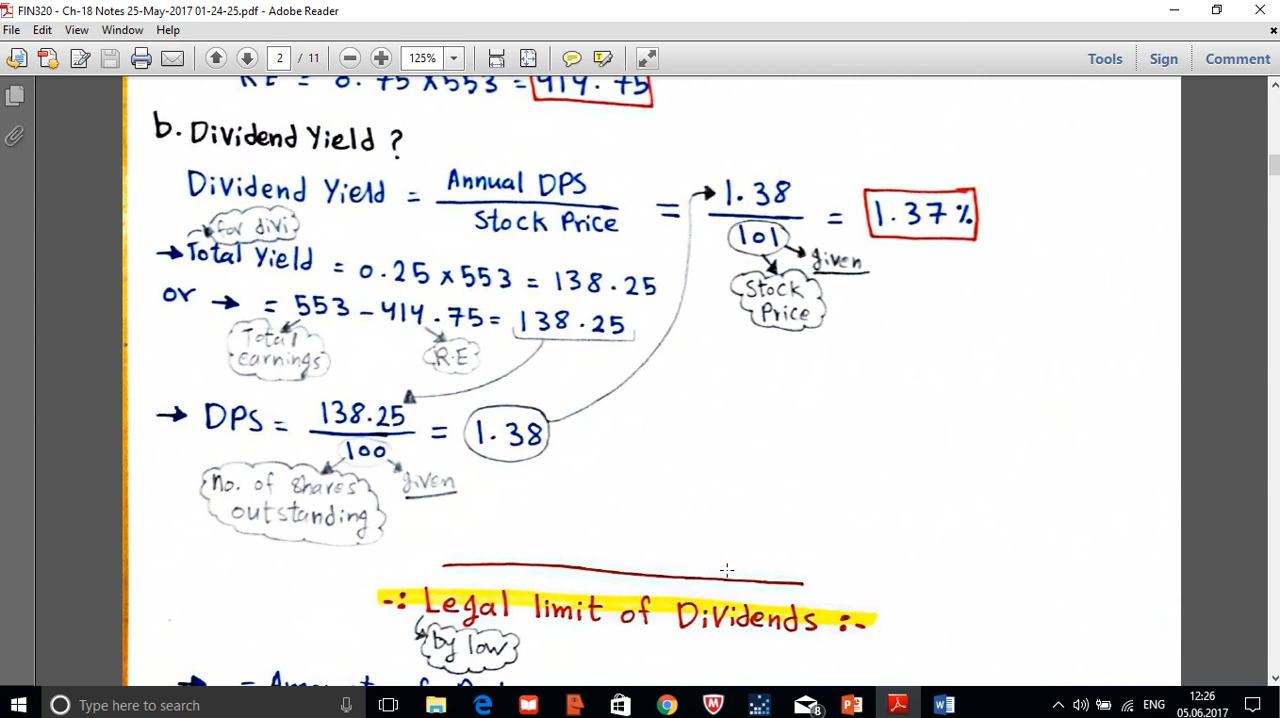 FIN320 - Ch-18 Notes 25-May-2017 01-24-25.pdf - Adobe Reader
File Edit View Window Help
2 / 11 125% Tools Sign Comment
RE = 0.75 x 553 = 414.75
b. Dividend Yield ?
Dividend Yield = Annual DPS / Stock Price = 1.38 / 101 = 1.37%
for divi
given
Stock Price
→ Total Yield = 0.25 x 553 = 138.25
or → = 553 - 414.75 = 138.25
Total earnings
R.E
→ DPS = 138.25 / 100 = 1.38
no. of shares outstanding
given
-: Legal limit of Dividends :-
by low
Type here to search
8
ENG
12:26
05.06.2017